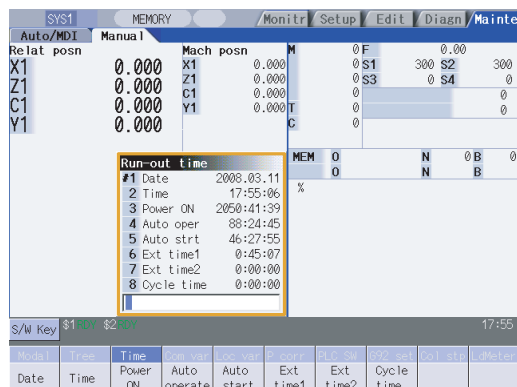 SYS1 MEMORY Monitr Setup Edit Diagn Mainte
Auto/MDI Manual
Relat posn
X1 0.000
Z1 0.000
C1 0.000
Y1 0.000
Mach posn
X1 0.000
Z1 0.000
C1 0.000
Y1 0.000
M 0
0
0
0
T 0
C 0
F 0.00
S1 300 S2 300
S3 0 S4 0
0
0
MEM O N 0 B 0
O N B
%
Run-out time
#1 Date 2008.03.11
2 Time 17:55:06
3 Power ON 2050:41:39
4 Auto oper 88:24:45
5 Auto strt 46:27:55
6 Ext time1 0:45:07
7 Ext time2 0:00:00
8 Cycle time 0:00:00
S/W Key $1RDY $2RDY 17:55
Modal Tree Time Com var Loc var P corr PLC SW G92 set Col stp LdMeter
Date Time Power ON Auto operate Auto start Ext time1 Ext time2 Cycle time